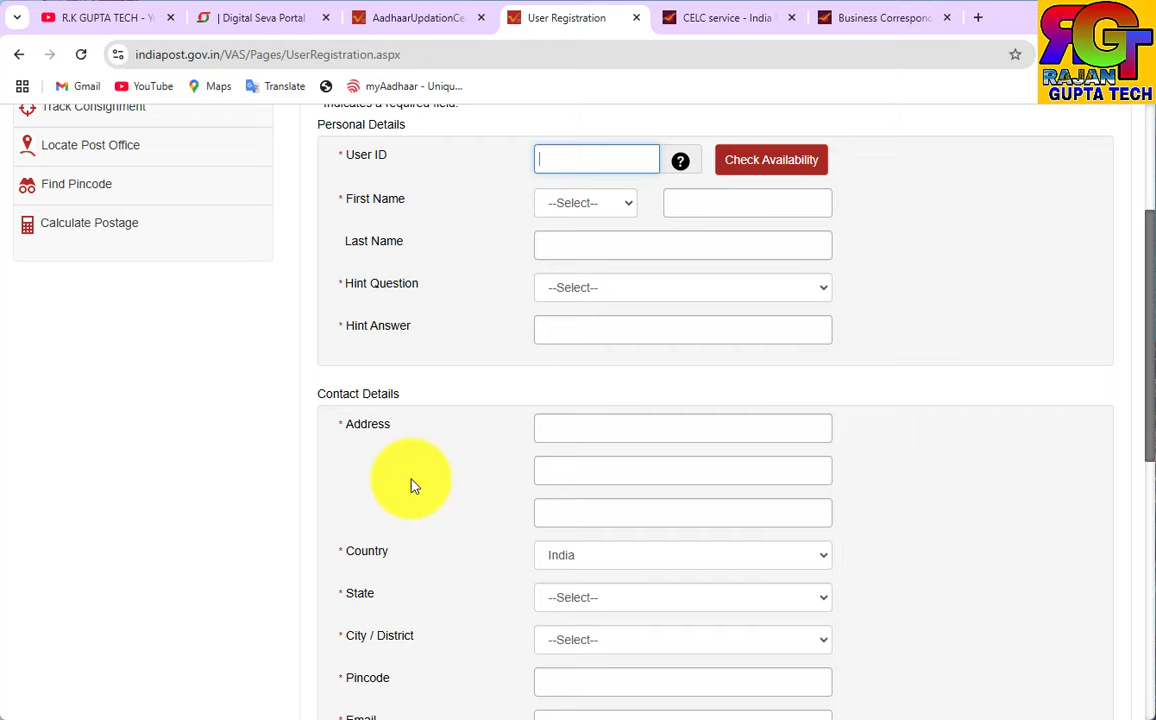 R.K GUPTA TECH - Y
| Digital Seva Portal
AadhaarUpdationCe
User Registration
CELC service - India
Business Correspond
indiapost.gov.in/VAS/Pages/UserRegistration.aspx
Gmail
YouTube
Maps
Translate
myAadhaar - Uniqu...
RGT
RAJAN
GUPTA TECH
Track Consignment
Locate Post Office
Find Pincode
Calculate Postage
indicates a required field.
Personal Details
* User ID
?
Check Availability
* First Name
--Select--
Last Name
* Hint Question
--Select--
* Hint Answer
Contact Details
* Address
* Country
India
* State
--Select--
* City / District
--Select--
* Pincode
* Email